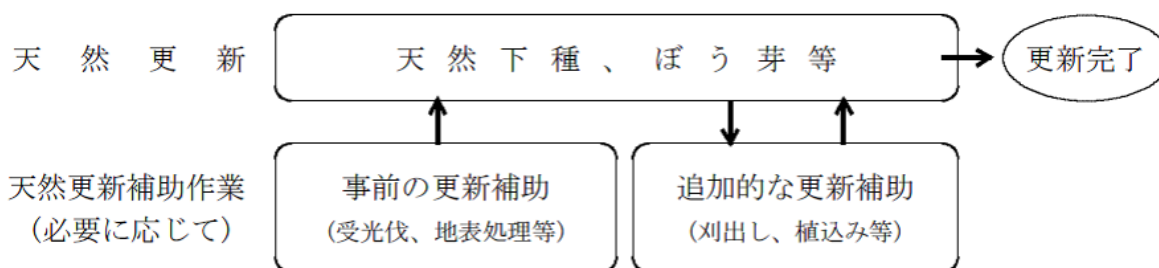 天然更新
天然下種、ぼう芽等
更新完了
天然更新補助作業
(必要に応じて)
事前の更新補助
(受光伐、地表処理等)
追加的な更新補助
(刈出し、植込み等)